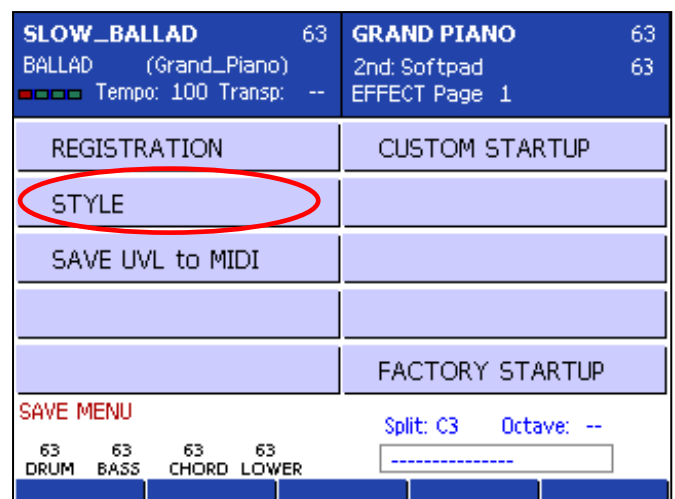 SLOW_BALLAD 63
BALLAD (Grand_Piano)
Tempo: 100 Transp: --
GRAND PIANO 63
2nd: Softpad 63
EFFECT Page 1
REGISTRATION
CUSTOM STARTUP
STYLE
SAVE UVL to MIDI
FACTORY STARTUP
SAVE MENU
Split: C3 Octave: --
63 63 63 63
DRUM BASS CHORD LOWER
---------------